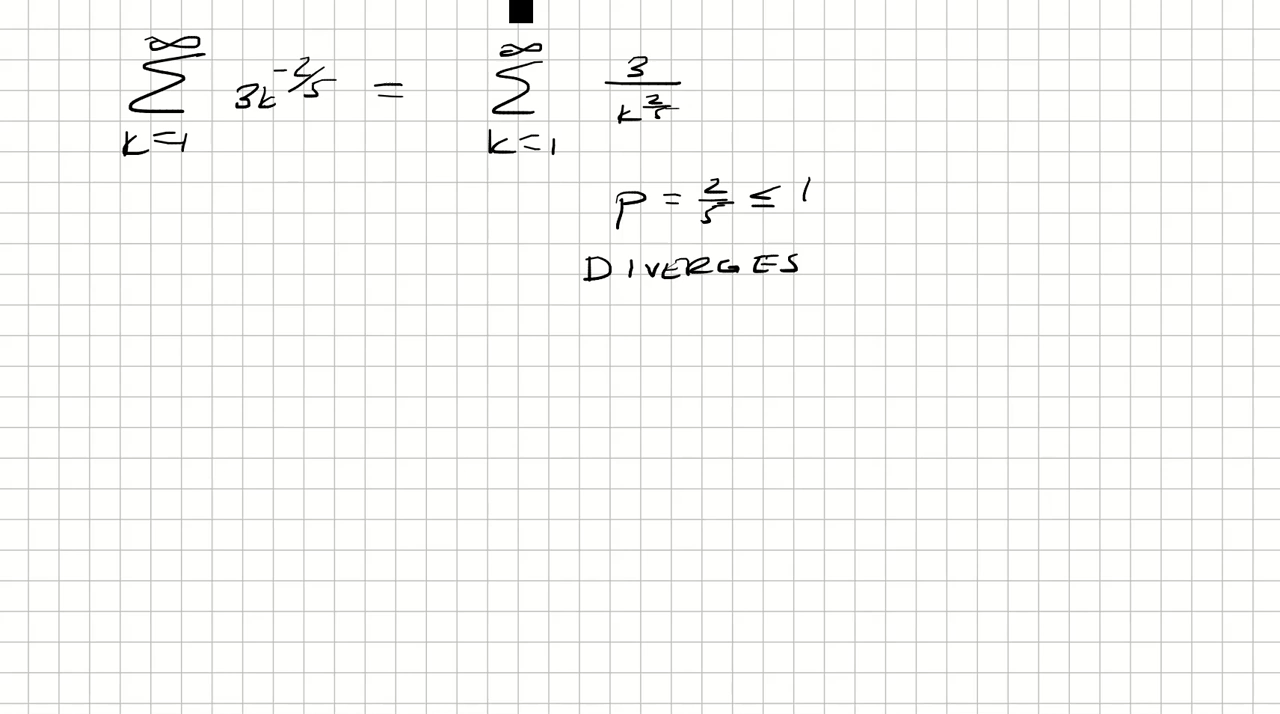 ∞ ∑ k=1 3k^{-2/5} = ∞ ∑ k=1 3/k^{2/5}
p = 2/5 ≤ 1
DIVERGES